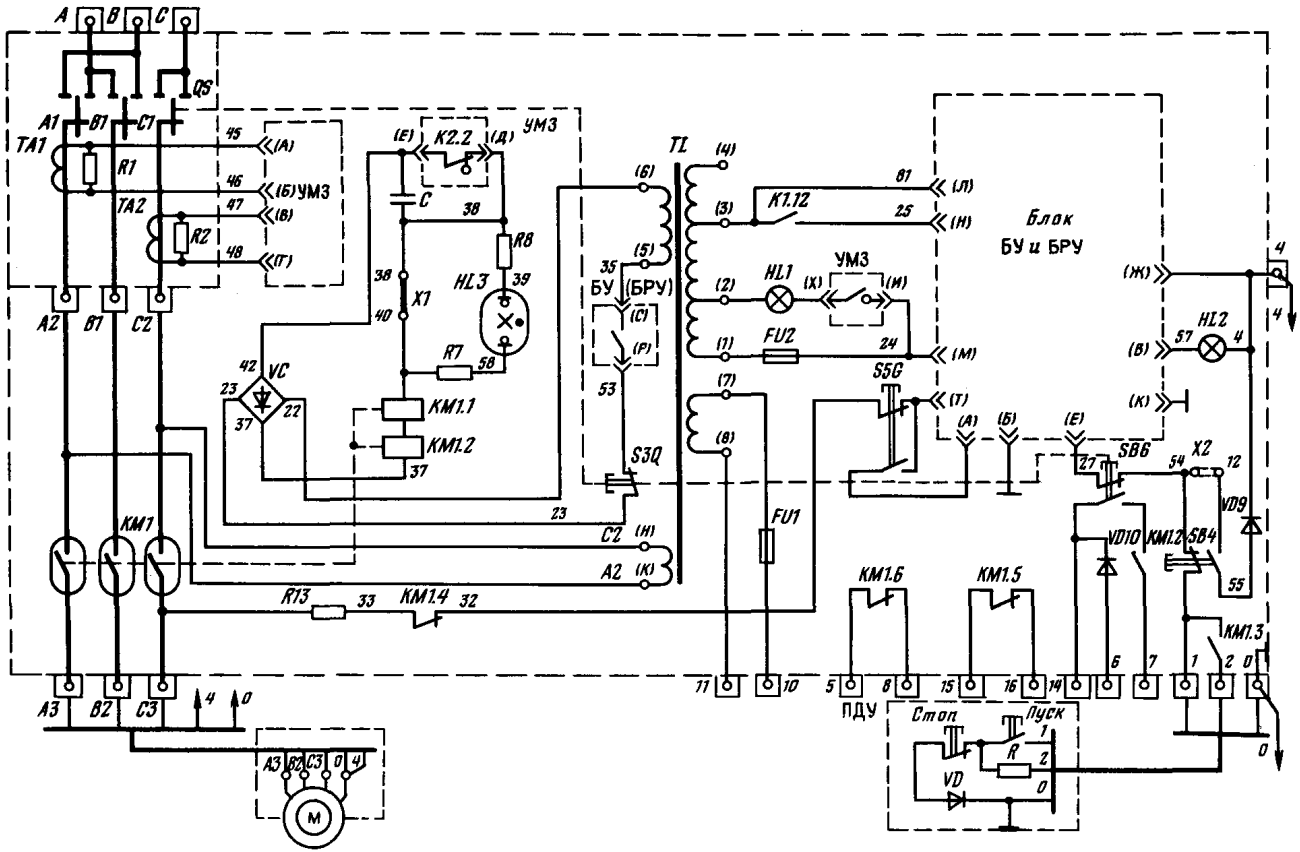 A B C
QS
A1 B1 C1
TA1
R1
TA2
R2
45
46
47
48
(А)
(Б) УМЗ
(В)
(Г)
A2 B1 C2
(Е) K2.2 (Д) УМЗ
C
38
R8
38
X1
40
HL3
39
R7 58
42
VC
23
22
37
KM1.1
KM1.2
37
(6)
(5)
35
БУ (БРУ)
(С)
(Р)
53
S3Q
23
C2 (Н)
A2 (К)
T1
(4)
(3)
(2)
(1)
(7)
(8)
81 (Л)
K1.12 25 (Н)
HL1 (Х) УМЗ (И)
FU2 24 (М)
S5G
(Т)
FU1
Блок
БУ и БРУ
(Ж)
(В)
(К)
(А) (Б) (Е)
4
4
HL2
57 4
SB6
27 54 X2 12
VD9
VD10 KM1.2 SB4
55
KM1
R13 33 KM1.4 32
KM1.6
KM1.5
KM1.3
6 7 1 2 0
11 10 5 8 15 16 14
A3 B2 C3
4 0
A3 B2 C3 0 4
М
ПДУ
Стоп Пуск
R
VD
1
2
0
0